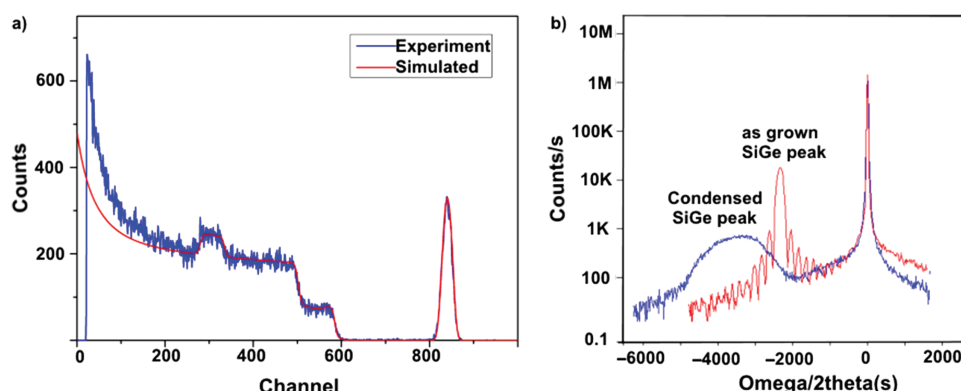 a)
Experiment
Simulated
600
400
200
Counts
0 200 400 600 800
Channel
b)
10M
1M
100K
10K
1K
100
0.1
Counts/s
as grown
SiGe peak
Condensed
SiGe peak
−6000 −4000 −2000 0 2000
Omega/2theta(s)